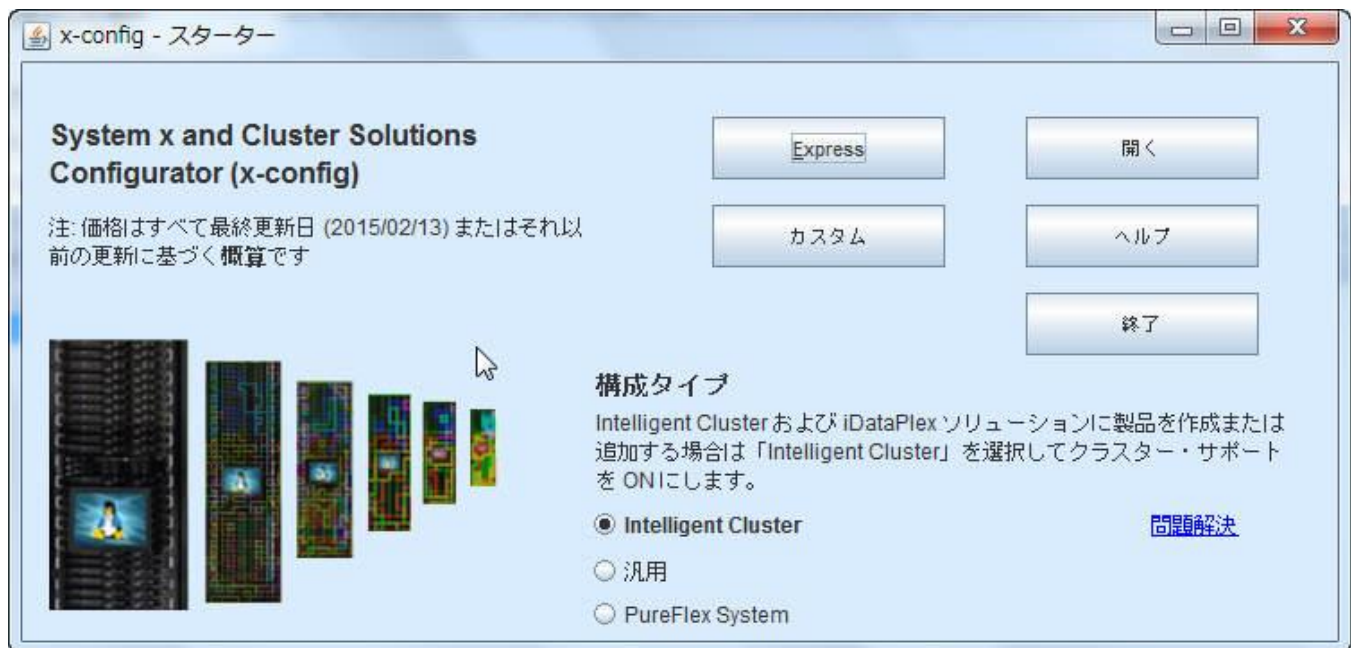 x-config - スターター
System x and Cluster Solutions
Configurator (x-config)
注: 価格はすべて最終更新日 (2015/02/13) またはそれ以
前の更新に基づく概算です
Express
開く
カスタム
ヘルプ
終了
構成タイプ
Intelligent Cluster および iDataPlex ソリューションに製品を作成または
追加する場合は「Intelligent Cluster」を選択してクラスター・サポート
を ONにします。
Intelligent Cluster
問題解決
汎用
PureFlex System